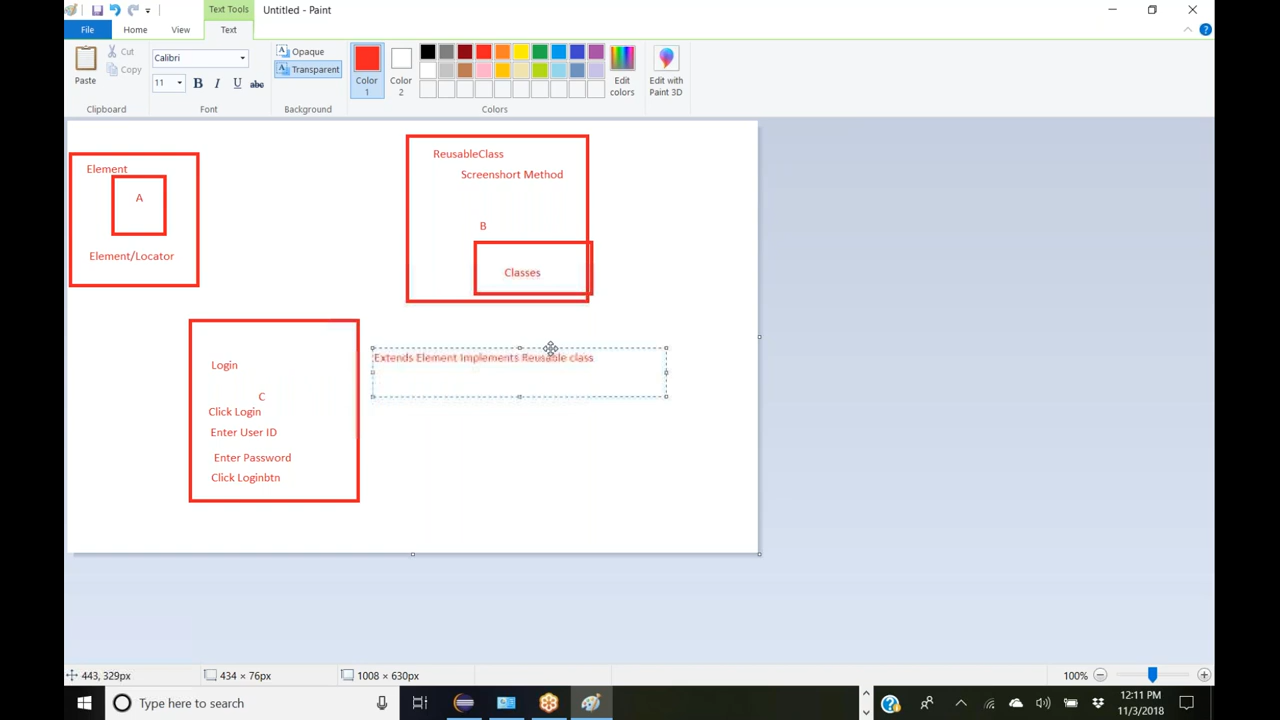 Text Tools
Untitled - Paint
File
Home
View
Text
Paste
Cut
Copy
Clipboard
Calibri
11
B
I
U
abc
Font
A
Opaque
A
Transparent
Background
Color
1
Color
2
Edit
colors
Edit with
Paint 3D
Colors
Element
A
Element/Locator
ReusableClass
Screenshort Method
B
Classes
Login
C
Click Login
Enter User ID
Enter Password
Click Loginbtn
Extends Element Implements Reusable class
443, 329px
434 × 76px
1008 × 630px
100%
Type here to search
12:11 PM
11/3/2018